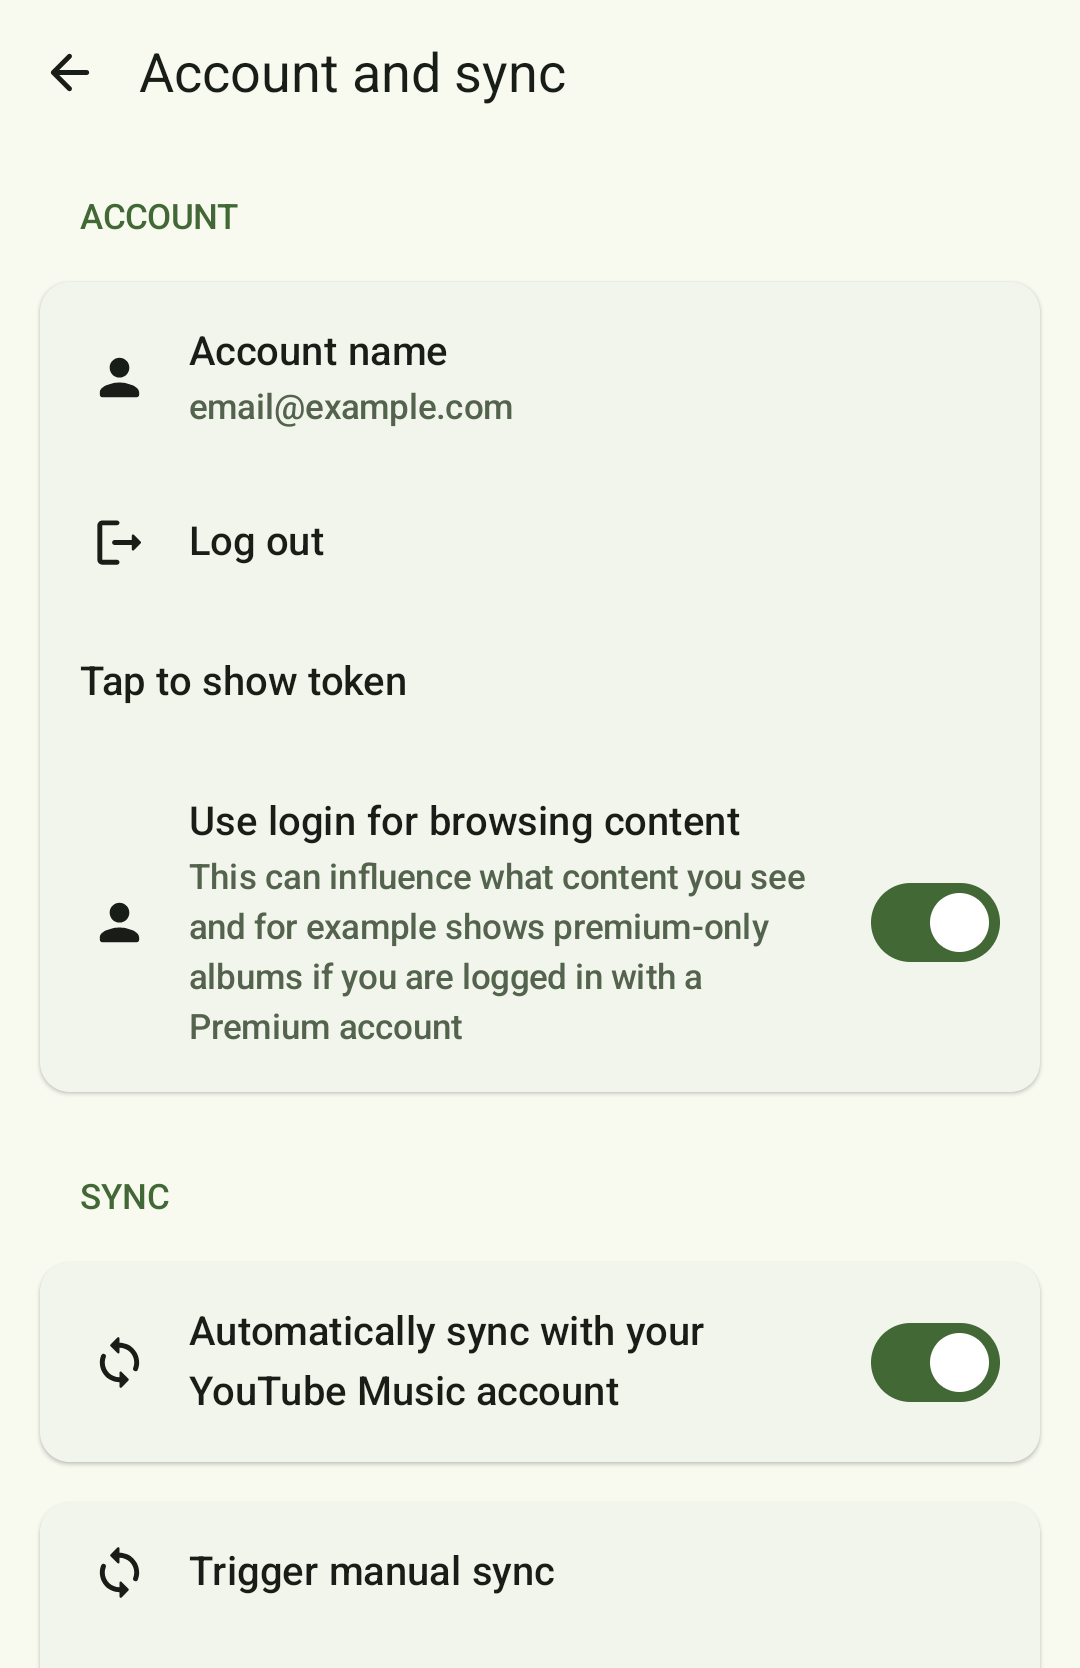 Account and sync
ACCOUNT
Account name
email@example.com
Log out
Tap to show token
Use login for browsing content
This can influence what content you see
and for example shows premium-only
albums if you are logged in with a
Premium account
SYNC
Automatically sync with your
YouTube Music account
Trigger manual sync